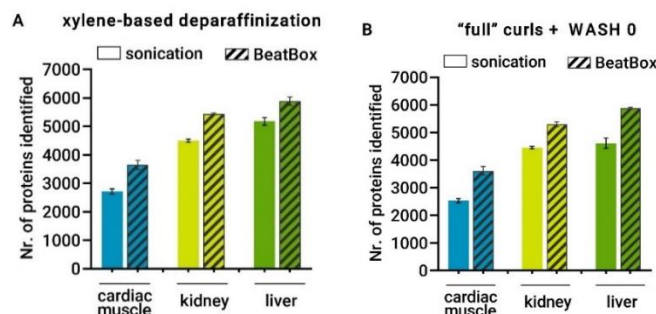 A xylene-based deparaffinization
sonication BeatBox
Nr. of proteins identified
7000
6000
5000
4000
3000
2000
1000
0
cardiac muscle kidney liver
B "full" curls + WASH 0
sonication BeatBox
Nr. of proteins identified
7000
6000
5000
4000
3000
2000
1000
0
cardiac muscle kidney liver